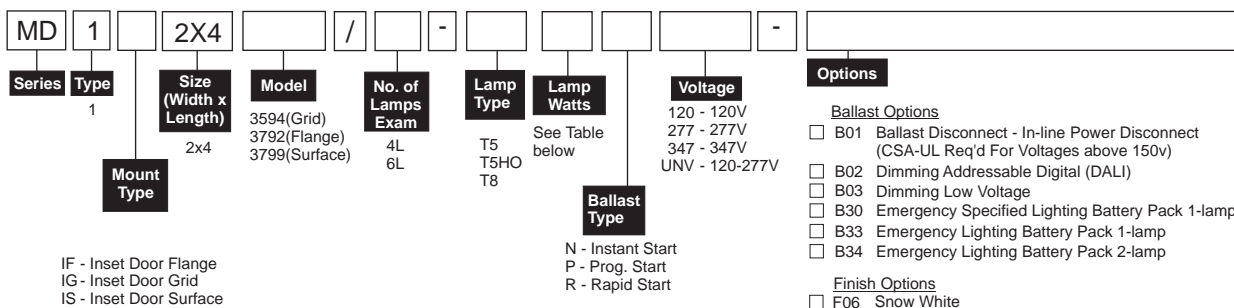 MD 1 2X4 / - -
Series
Type
1
Mount
Type
IF - Inset Door Flange
IG - Inset Door Grid
IS - Inset Door Surface
Size
(Width x
Length)
2x4
Model
3594(Grid)
3792(Flange)
3799(Surface)
No. of
Lamps
Exam
4L
6L
Lamp
Type
T5
T5HO
T8
Lamp
Watts
See Table
below
Ballast
Type
N - Instant Start
P - Prog. Start
R - Rapid Start
Voltage
120 - 120V
277 - 277V
347 - 347V
UNV - 120-277V
Options
Ballast Options
B01 Ballast Disconnect - In-line Power Disconnect
(CSA-UL Req'd For Voltages above 150v)
B02 Dimming Addressable Digital (DALI)
B03 Dimming Low Voltage
B30 Emergency Specified Lighting Battery Pack 1-lamp
B33 Emergency Lighting Battery Pack 1-lamp
B34 Emergency Lighting Battery Pack 2-lamp
Finish Options
F06 Snow White